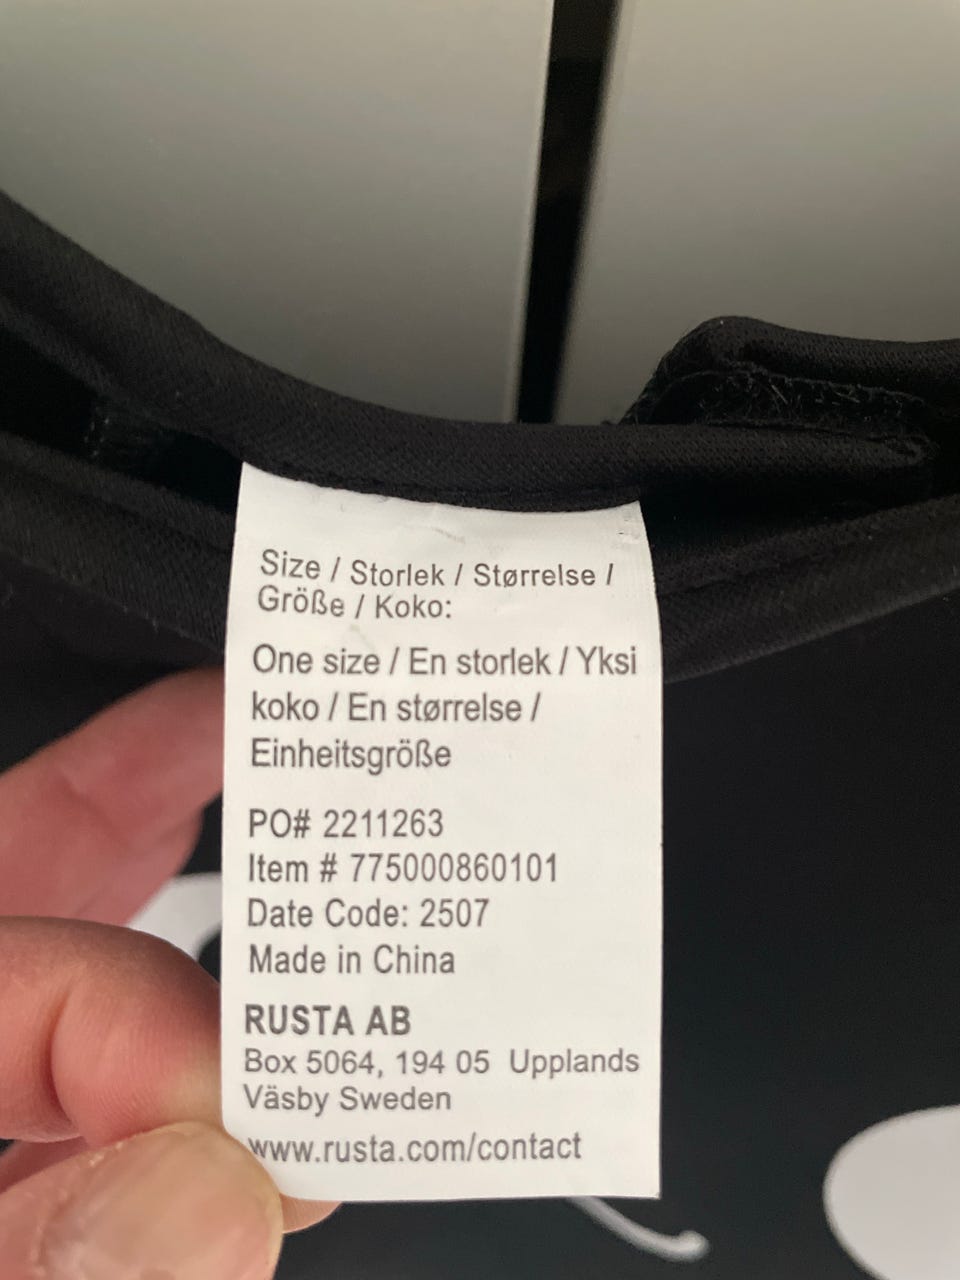 Size / Storlek / Størrelse /
Größe / Koko:
One size / En storlek / Yksi
koko / En størrelse /
Einheitsgröße
PO# 2211263
Item # 775000860101
Date Code: 2507
Made in China
RUSTA AB
Box 5064, 194 05 Upplands
Väsby Sweden
www.rusta.com/contact